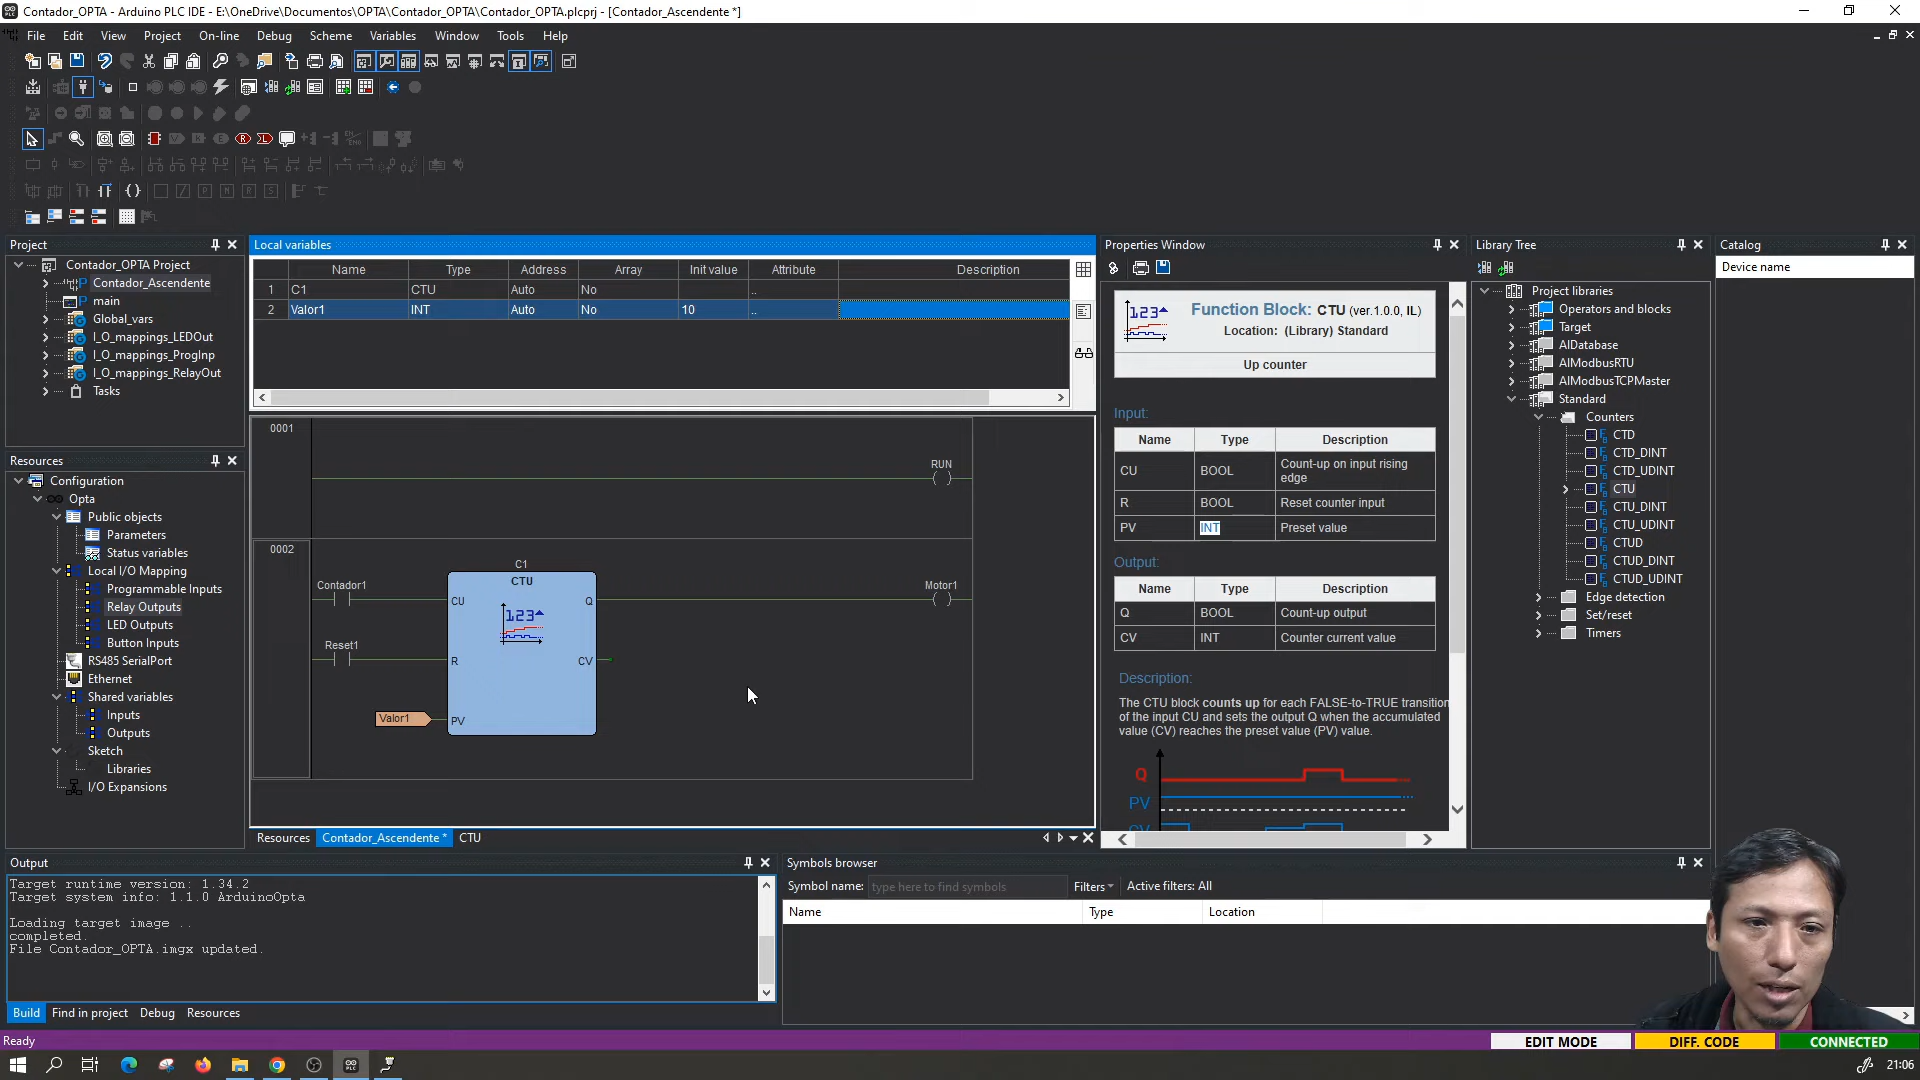 Contador_OPTA - Arduino PLC IDE - E:\OneDrive\Documentos\OPTA\Contador_OPTA\Contador_OPTA.plcprj - [Contador_Ascendente *]
File Edit View Project On-line Debug Scheme Variables Window Tools Help
Project
Contador_OPTA Project
Contador_Ascendente
main
Global_vars
I_O_mappings_LEDOut
I_O_mappings_ProgInp
I_O_mappings_RelayOut
Tasks
Resources
Configuration
Opta
Public objects
Parameters
Status variables
Local I/O Mapping
Programmable Inputs
Relay Outputs
LED Outputs
Button Inputs
RS485 SerialPort
Ethernet
Shared variables
Inputs
Outputs
Sketch
Libraries
I/O Expansions
Local variables
Name Type Address Array Init value Attribute Description
1 C1 CTU Auto No ..
2 Valor1 INT Auto No 10 ..
0001
RUN
0002
C1
CTU
Contador1 CU Q Motor1
123
Reset1 R CV
Valor1 PV
Resources Contador_Ascendente * CTU
Properties Window
123
Function Block: CTU (ver.1.0.0, IL)
Location: (Library) Standard
Up counter
Input:
Name Type Description
CU BOOL Count-up on input rising edge
R BOOL Reset counter input
PV INT Preset value
Output:
Name Type Description
Q BOOL Count-up output
CV INT Counter current value
Description:
The CTU block counts up for each FALSE-to-TRUE transition
of the input CU and sets the output Q when the accumulated
value (CV) reaches the preset value (PV) value.
Q
PV
CV
Library Tree
Project libraries
Operators and blocks
Target
AIDatabase
AIModbusRTU
AIModbusTCPMaster
Standard
Counters
CTD
CTD_DINT
CTD_UDINT
CTU
CTU_DINT
CTU_UDINT
CTUD
CTUD_DINT
CTUD_UDINT
Edge detection
Set/reset
Timers
Catalog
Device name
Output
Target runtime version: 1.34.2
Target system info: 1.1.0 ArduinoOpta
Loading target image ..
completed.
File Contador_OPTA.imgx updated.
Build Find in project Debug Resources
Symbols browser
Symbol name: type here to find symbols Filters Active filters: All
Name Type Location
Ready
EDIT MODE DIFF. CODE CONNECTED
21:06